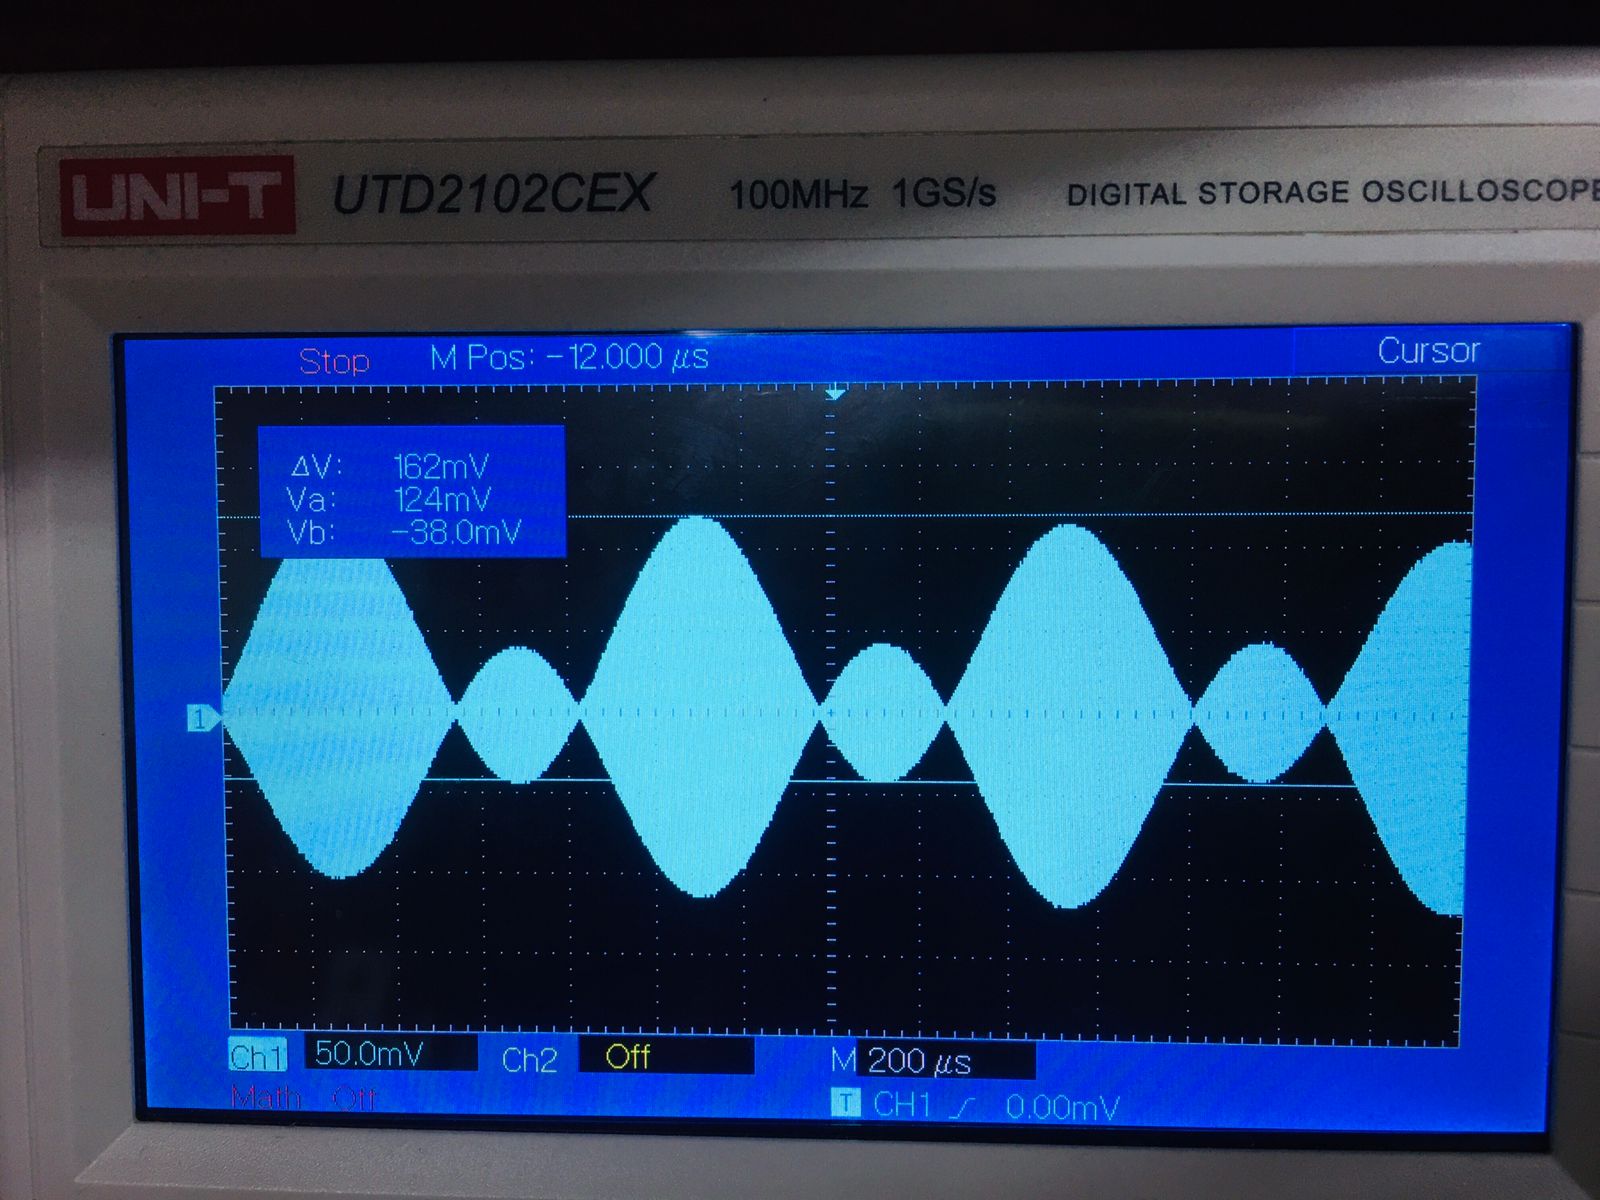 UNI-T UTD2102CEX 100MHz 1GS/s DIGITAL STORAGE OSCILLOSCOPE
Stop M Pos: -12.000 μs Cursor
ΔV: 162mV
Va: 124mV
Vb: -38.0mV
1
Ch1 50.0mV Ch2 Off M 200 μs
Math Off T CH1 0.00mV